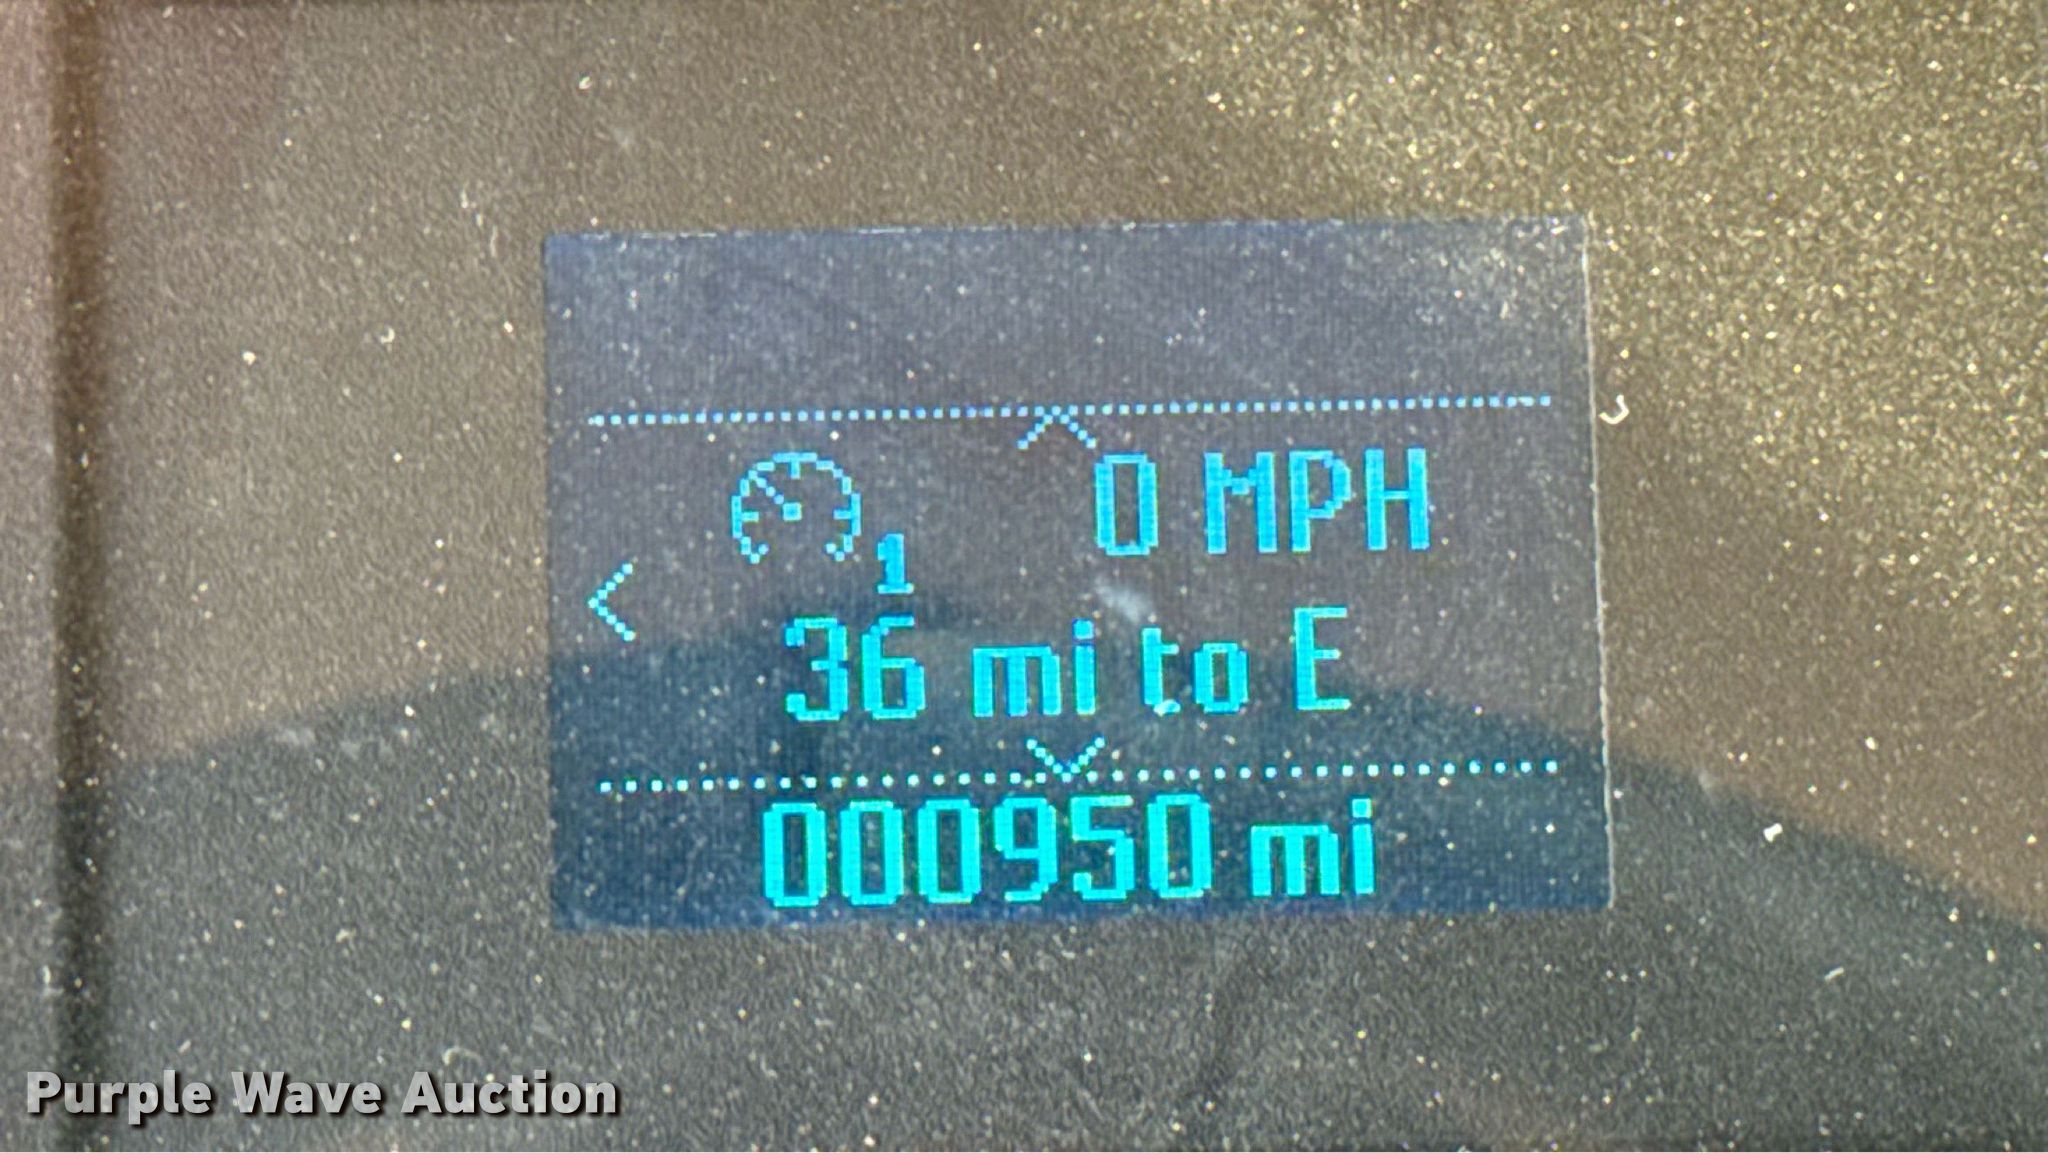 0 MPH
1
36 mi to E
000950 mi
Purple Wave Auction